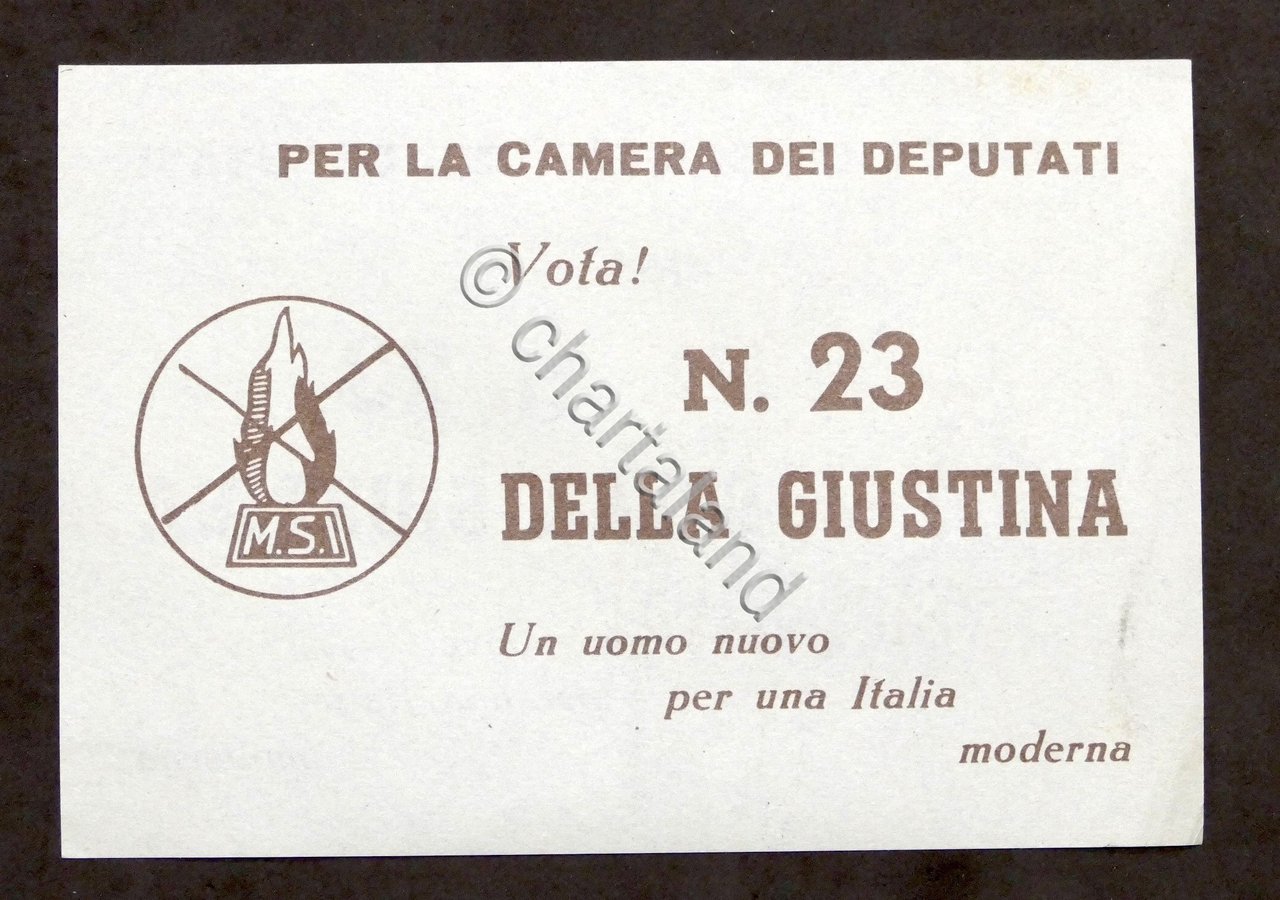 PER LA CAMERA DEI DEPUTATI
Vota!
N. 23
DELLA GIUSTINA
M.S.I
Un uomo nuovo
per una Italia
moderna
© chartaland